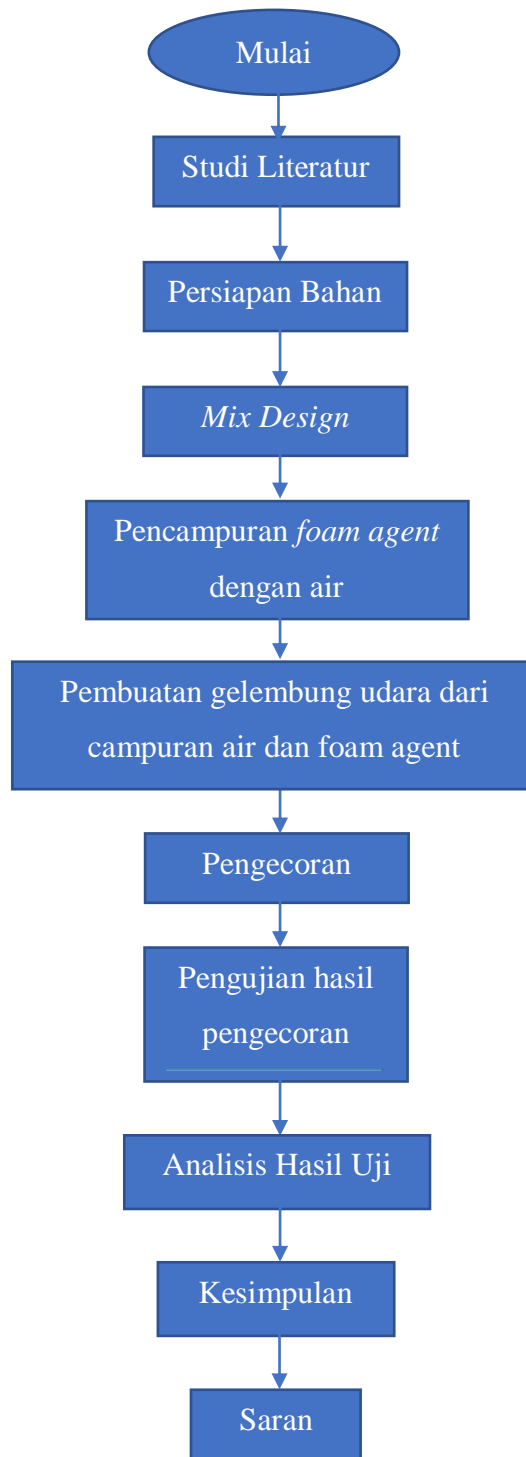 Mulai
Studi Literatur
Persiapan Bahan
Mix Design
Pencampuran foam agent
dengan air
Pembuatan gelembung udara dari
campuran air dan foam agent
Pengecoran
Pengujian hasil
pengecoran
Analisis Hasil Uji
Kesimpulan
Saran